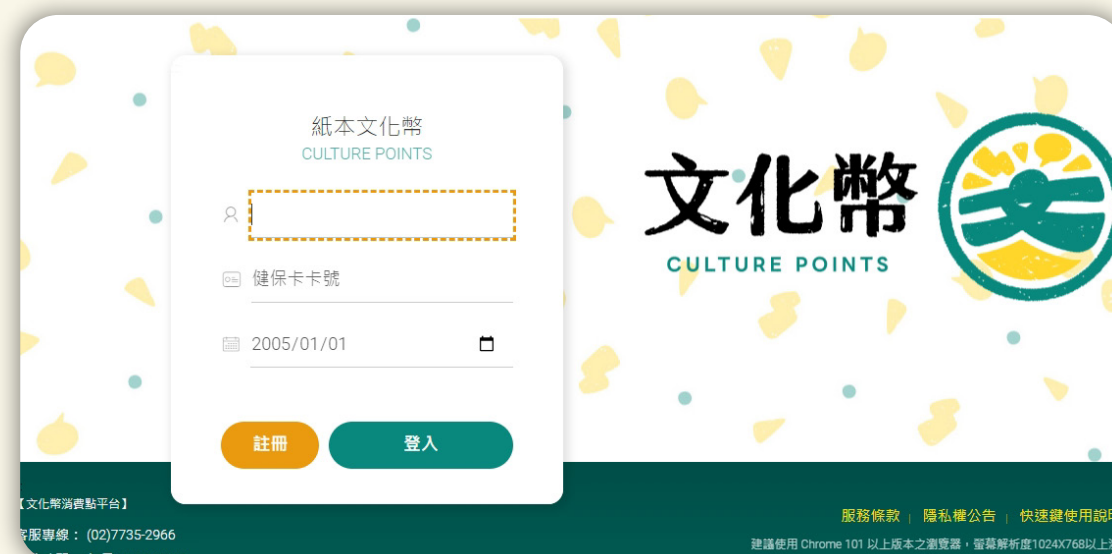 紙本文化幣
CULTURE POINTS
健保卡卡號
2005/01/01
註冊
登入
文化幣
CULTURE POINTS
文
【文化幣消費點平台】
客服專線： (02)7735-2966
服務條款 | 隱私權公告 | 快速鍵使用說明
建議使用 Chrome 101 以上版本之瀏覽器，螢幕解析度1024X768以上